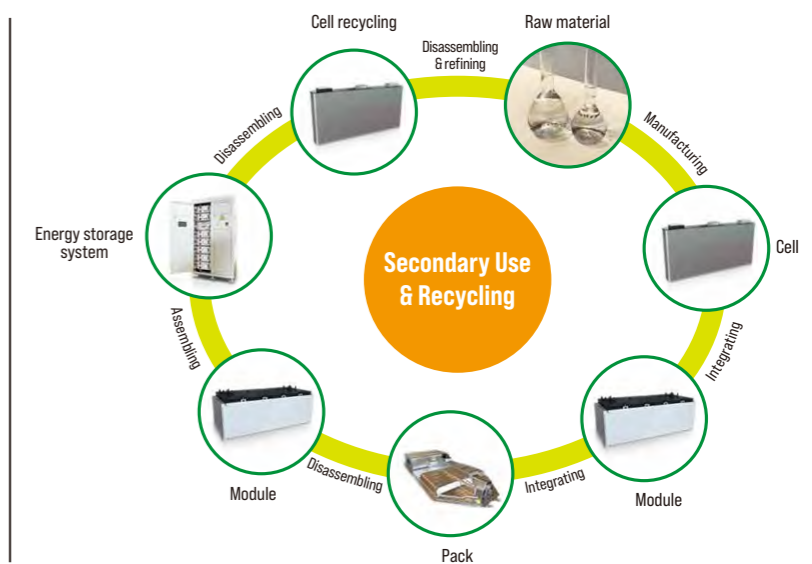 Cell recycling
Disassembling
& refining
Raw material
Manufacturing
Cell
Integrating
Module
Integrating
Pack
Disassembling
Module
Assembling
Energy storage
system
Disassembling
Secondary Use
& Recycling